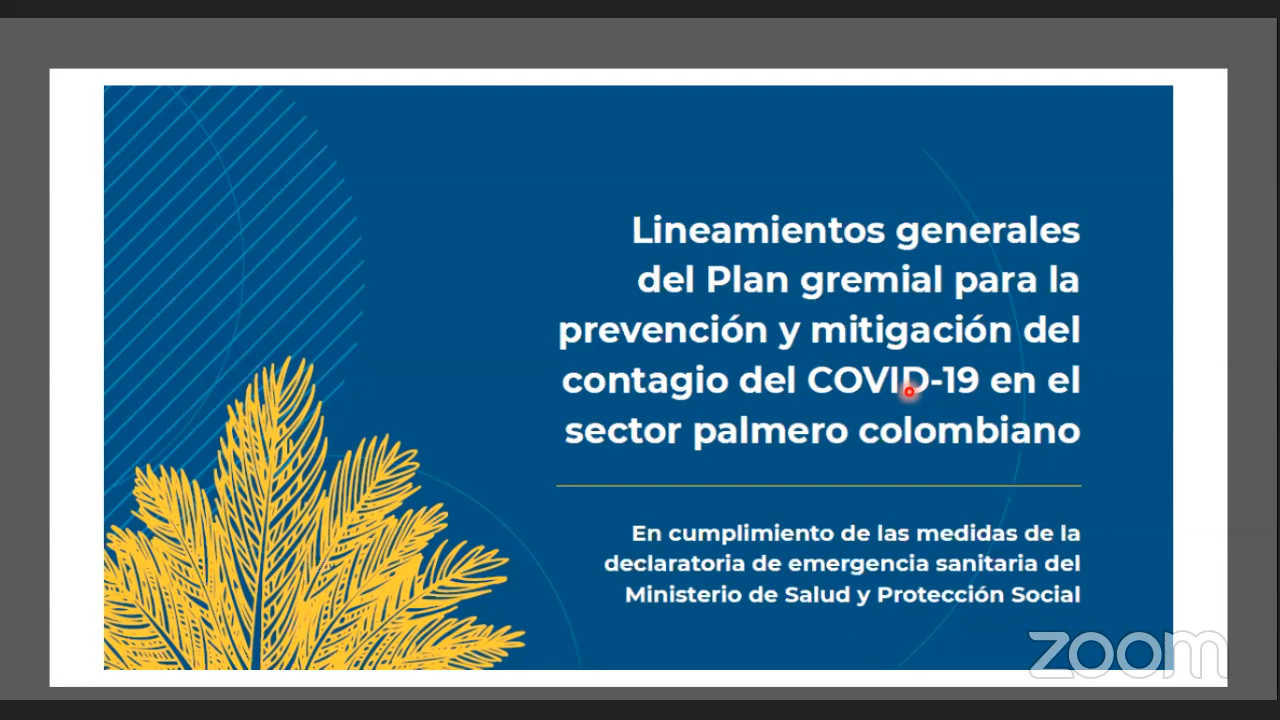 Lineamientos generales
del Plan gremial para la
prevención y mitigación del
contagio del COVID-19 en el
sector palmero colombiano
En cumplimiento de las medidas de la
declaratoria de emergencia sanitaria del
Ministerio de Salud y Protección Social
zoom